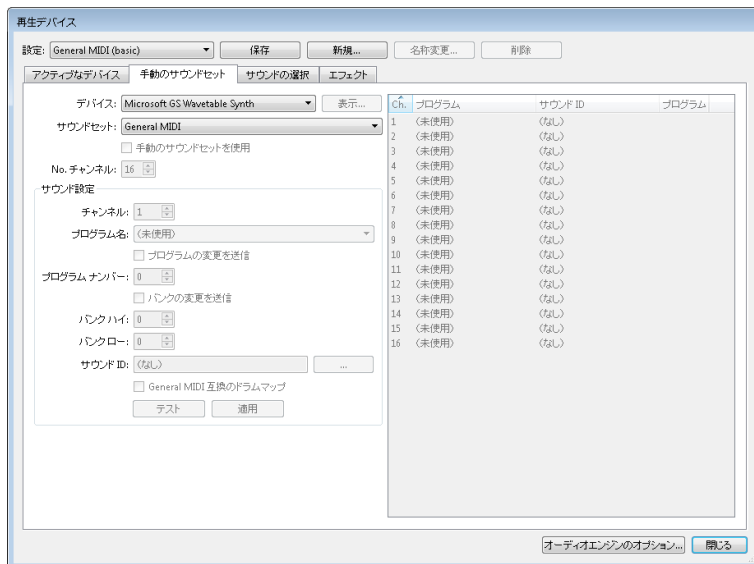 再生デバイス
設定: General MIDI (basic) 保存 新規... 名称変更... 削除
アクティブなデバイス 手動のサウンドセット サウンドの選択 エフェクト
デバイス: Microsoft GS Wavetable Synth 表示...
サウンドセット: General MIDI
手動のサウンドセットを使用
No. チャンネル: 16
サウンド設定
チャンネル: 1
プログラム名: (未使用)
プログラムの変更を送信
プログラム ナンバー: 0
バンクの変更を送信
バンク ハイ: 0
バンク ロー: 0
サウンド ID: (なし) ...
General MIDI 互換のドラムマップ
テスト 適用
Ch. プログラム サウンド ID プログラム
1 (未使用) (なし)
2 (未使用) (なし)
3 (未使用) (なし)
4 (未使用) (なし)
5 (未使用) (なし)
6 (未使用) (なし)
7 (未使用) (なし)
8 (未使用) (なし)
9 (未使用) (なし)
10 (未使用) (なし)
11 (未使用) (なし)
12 (未使用) (なし)
13 (未使用) (なし)
14 (未使用) (なし)
15 (未使用) (なし)
16 (未使用) (なし)
オーディオエンジンのオプション... 閉じる